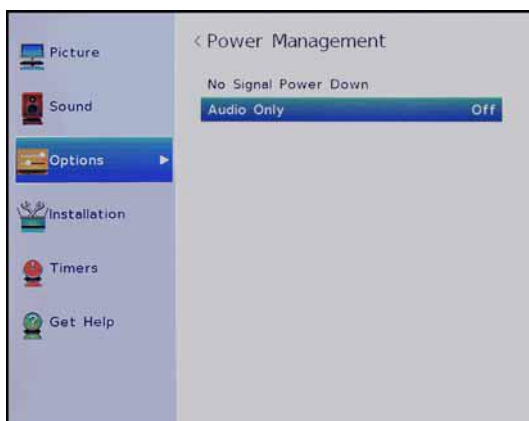 Picture
Sound
Options
Installation
Timers
Get Help
< Power Management
No Signal Power Down
Audio Only Off